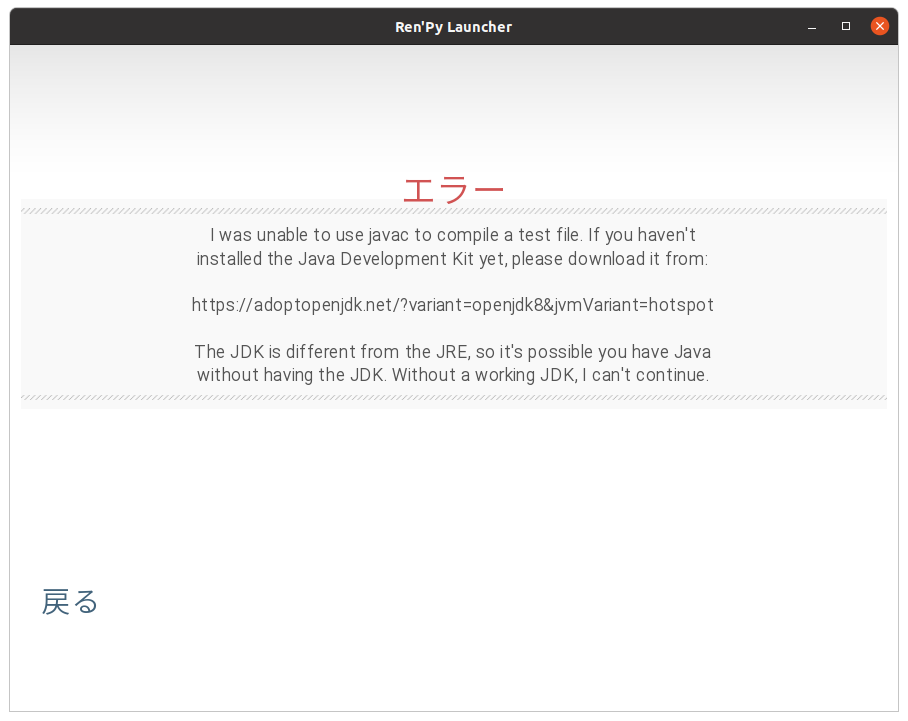 Ren'Py Launcher
エラー
I was unable to use javac to compile a test file. If you haven't
installed the Java Development Kit yet, please download it from:
https://adoptopenjdk.net/?variant=openjdk8&jvmVariant=hotspot
The JDK is different from the JRE, so it's possible you have Java
without having the JDK. Without a working JDK, I can't continue.
戻る